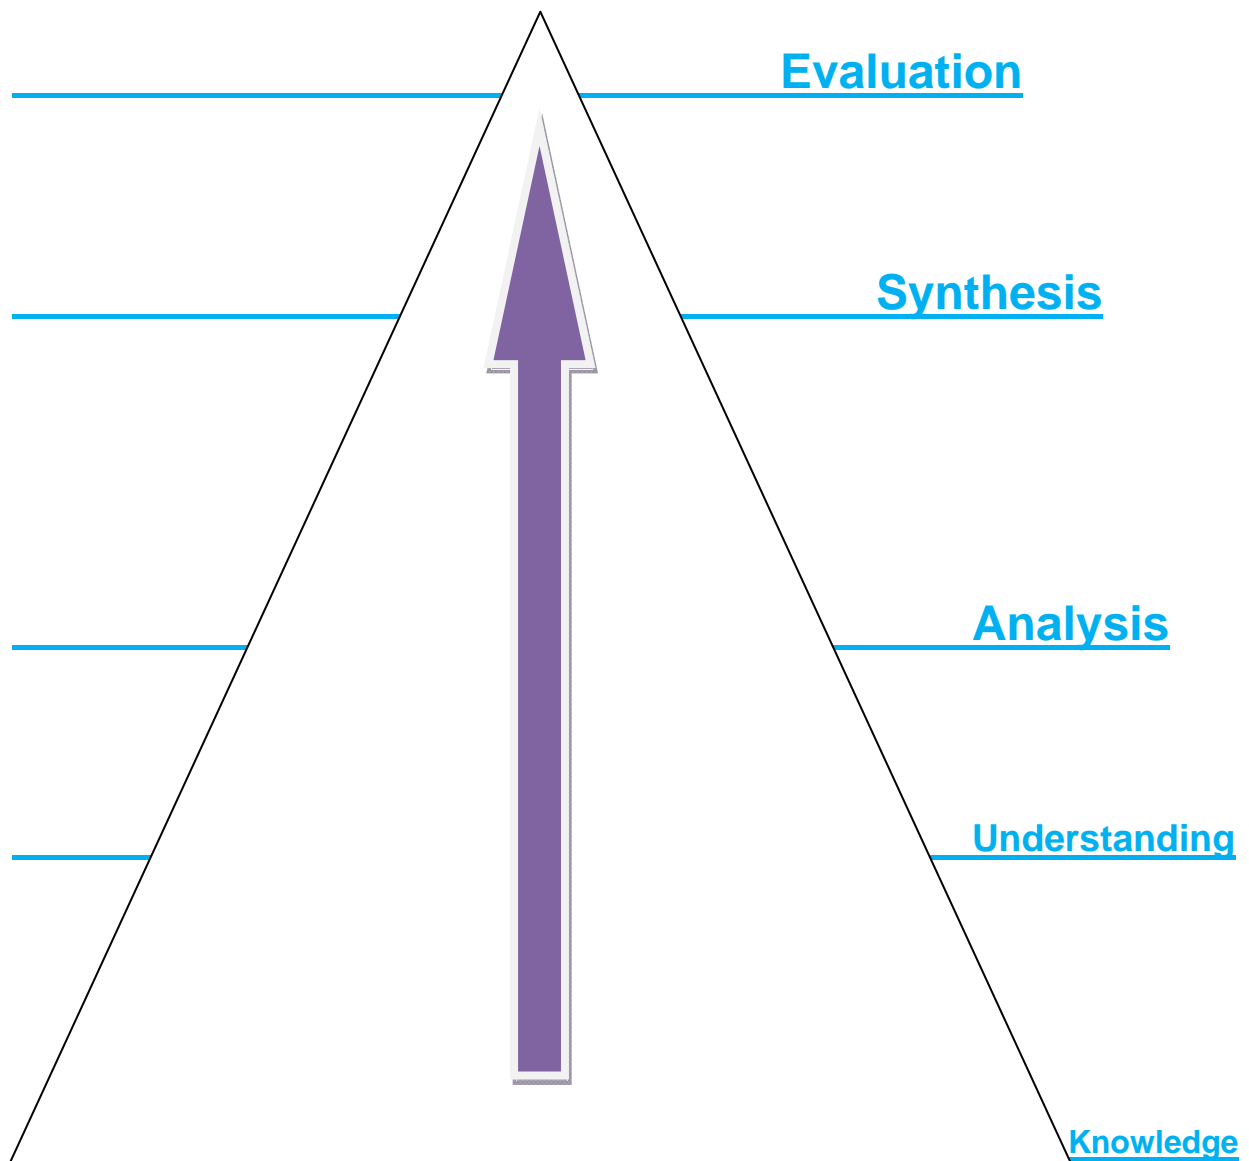 Evaluation
Synthesis
Analysis
Understanding
Knowledge